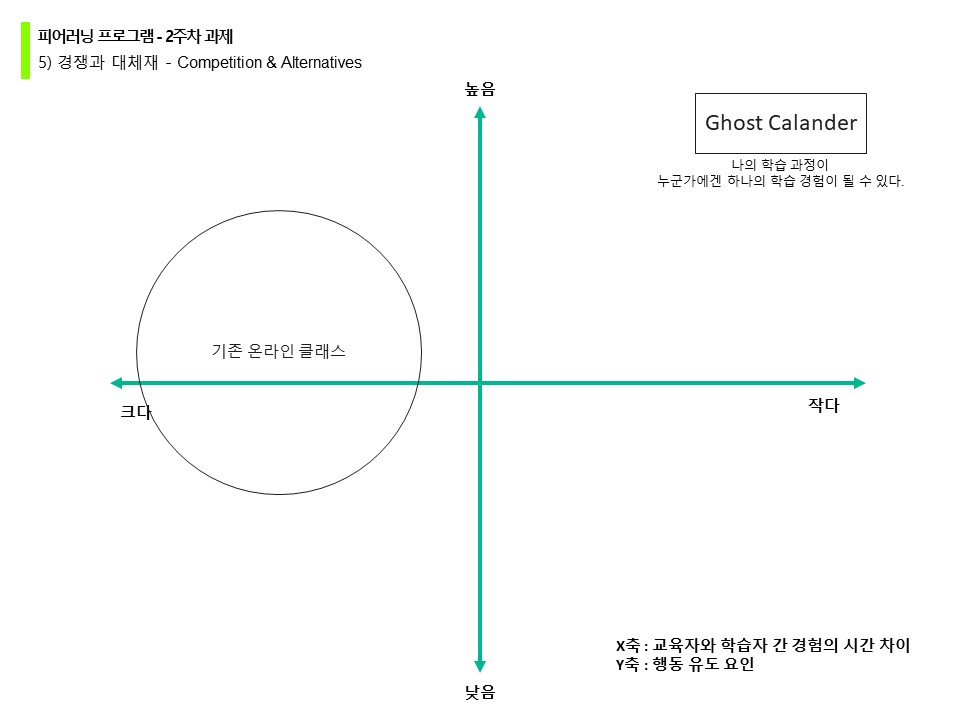 피어러닝 프로그램 - 2주차 과제
5) 경쟁과 대체재 - Competition & Alternatives
높음
Ghost Calander
나의 학습 과정이
누군가에겐 하나의 학습 경험이 될 수 있다.
기존 온라인 클래스
크다
작다
X축 : 교육자와 학습자 간 경험의 시간 차이
Y축 : 행동 유도 요인
낮음